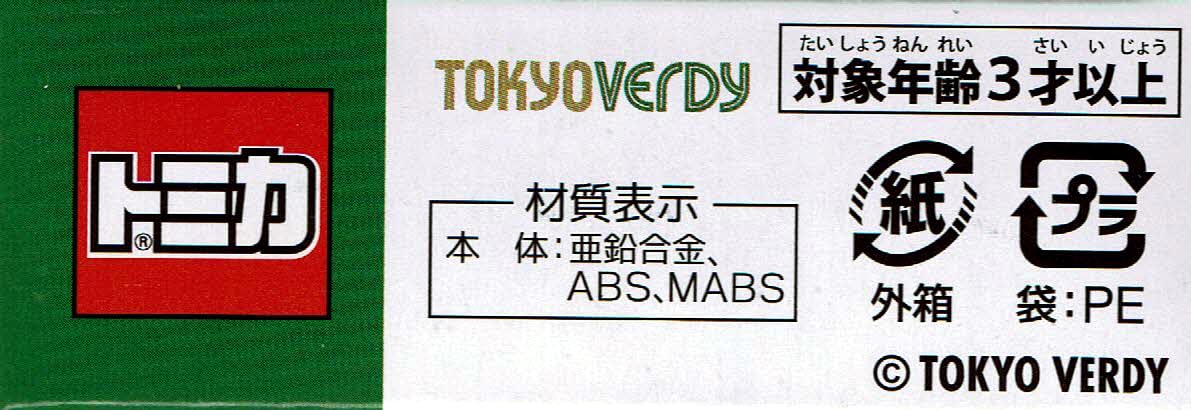 トミカ®
TOKYO VERDY
たいしょうねんれい さいいじょう
対象年齢3才以上
材質表示
本　体：亜鉛合金、
ABS、MABS
紙
外箱
プラ
袋：PE
© TOKYO VERDY